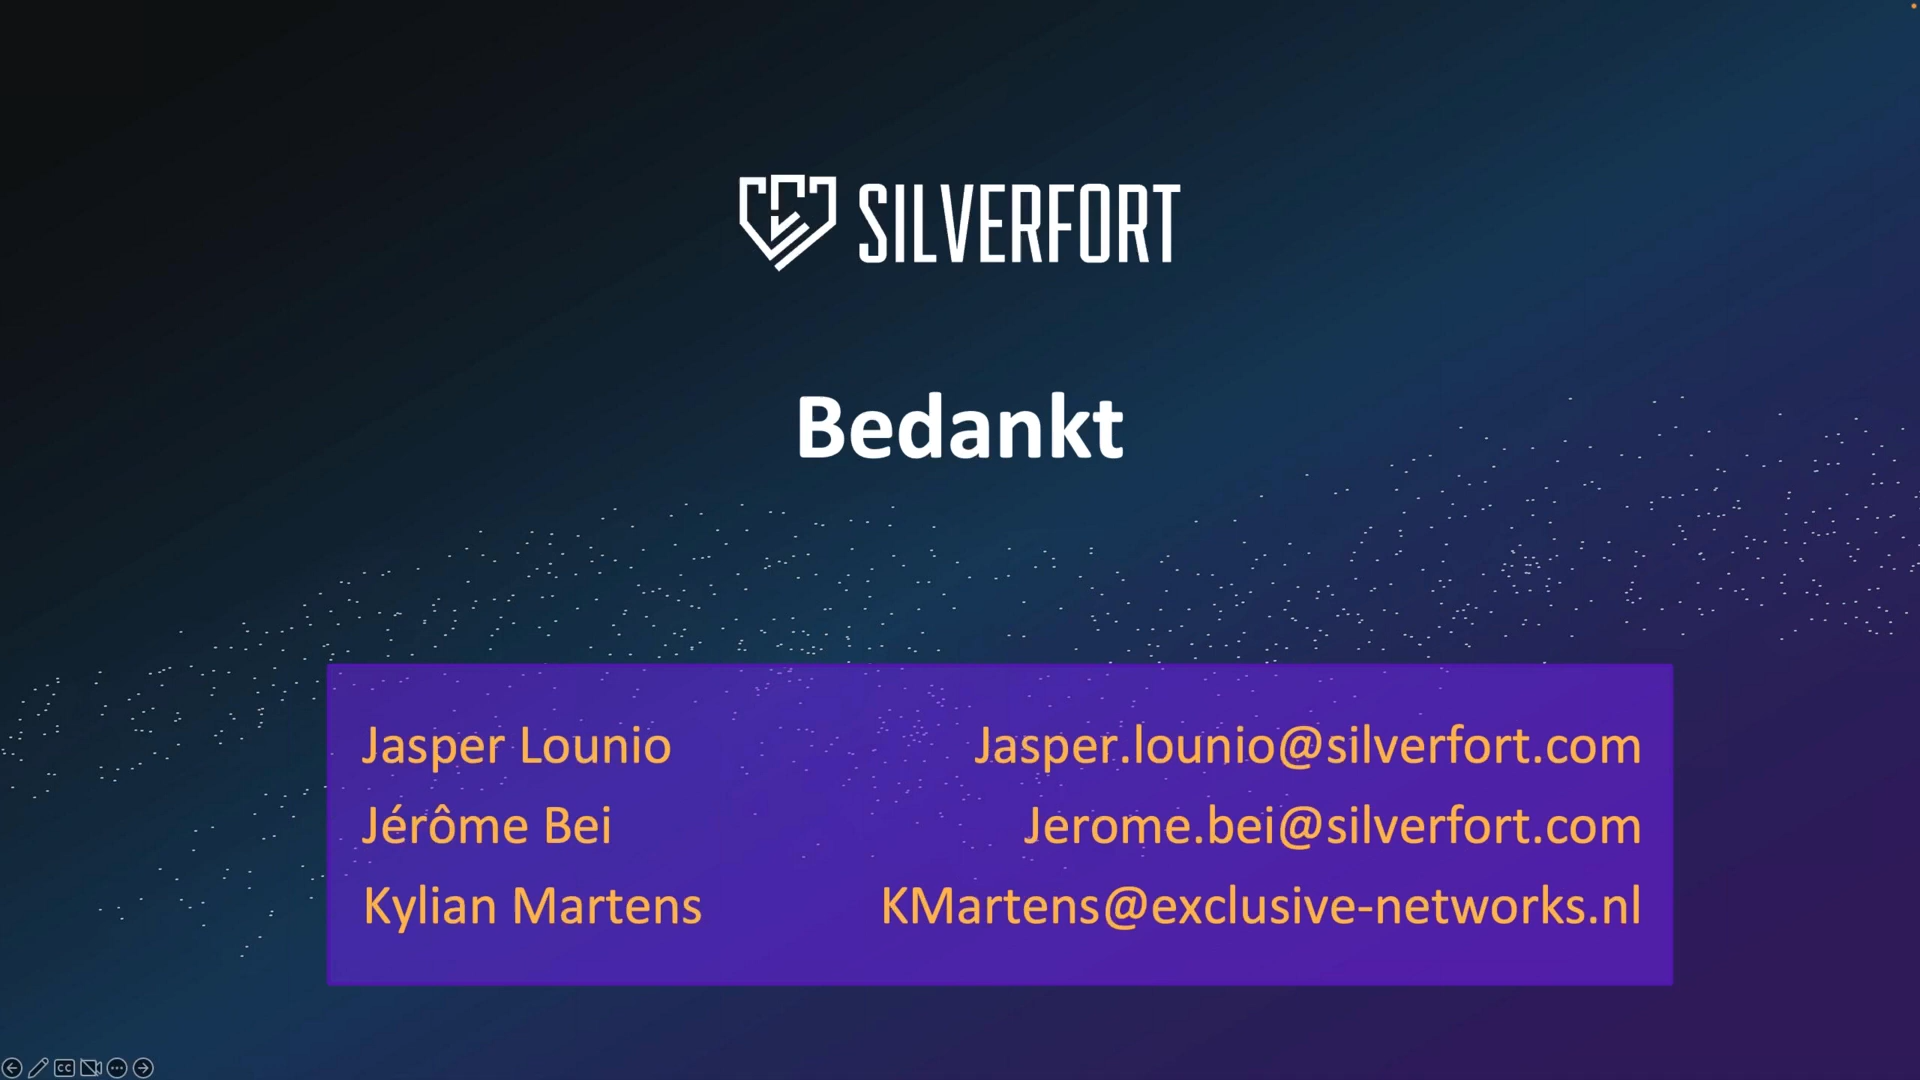 SILVERFORT
Bedankt
Jasper Lounio Jasper.lounio@silverfort.com
Jérôme Bei Jerome.bei@silverfort.com
Kylian Martens KMartens@exclusive-networks.nl
CC